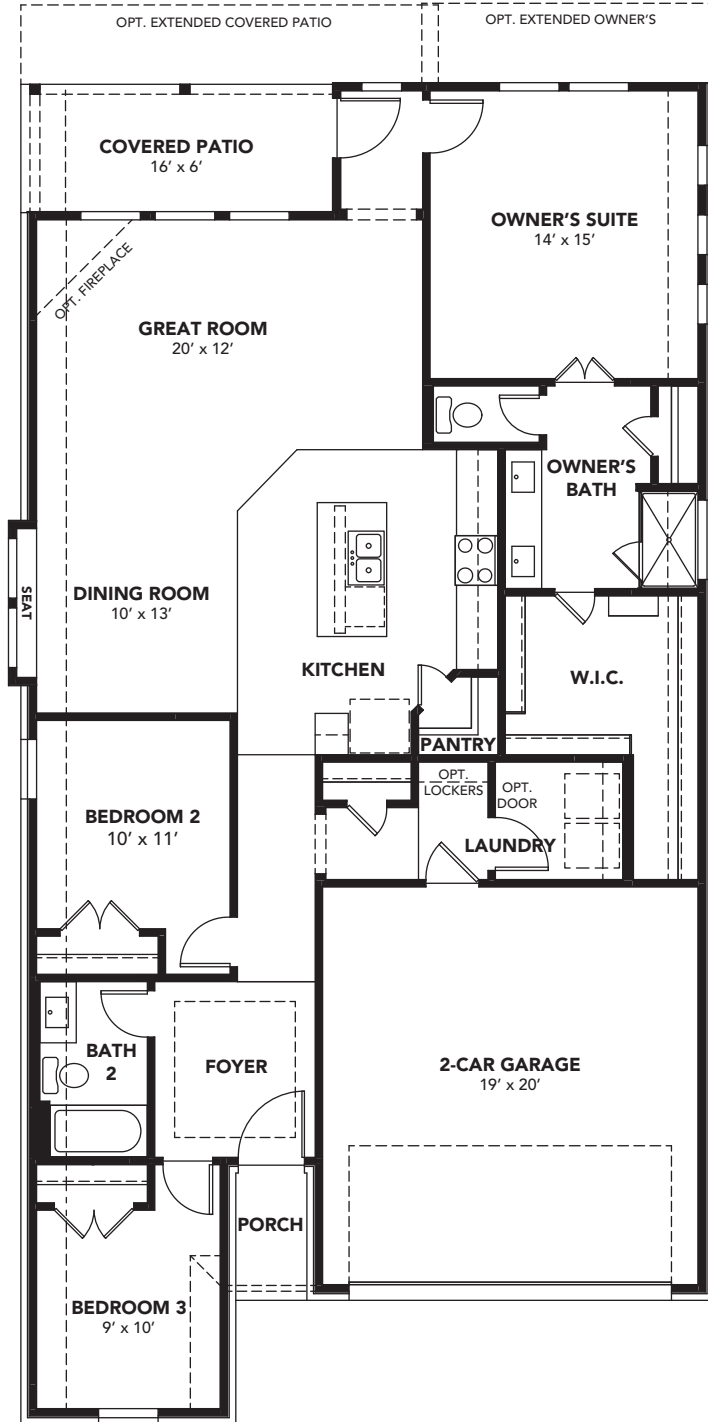 OPT. EXTENDED COVERED PATIO
OPT. EXTENDED OWNER'S
COVERED PATIO
16' x 6'
OWNER'S SUITE
14' x 15'
OPT. FIREPLACE
GREAT ROOM
20' x 12'
OWNER'S
BATH
SEAT
DINING ROOM
10' x 13'
KITCHEN
W.I.C.
PANTRY
OPT.
LOCKERS
OPT.
DOOR
LAUNDRY
BEDROOM 2
10' x 11'
BATH
2
FOYER
2-CAR GARAGE
19' x 20'
PORCH
BEDROOM 3
9' x 10'